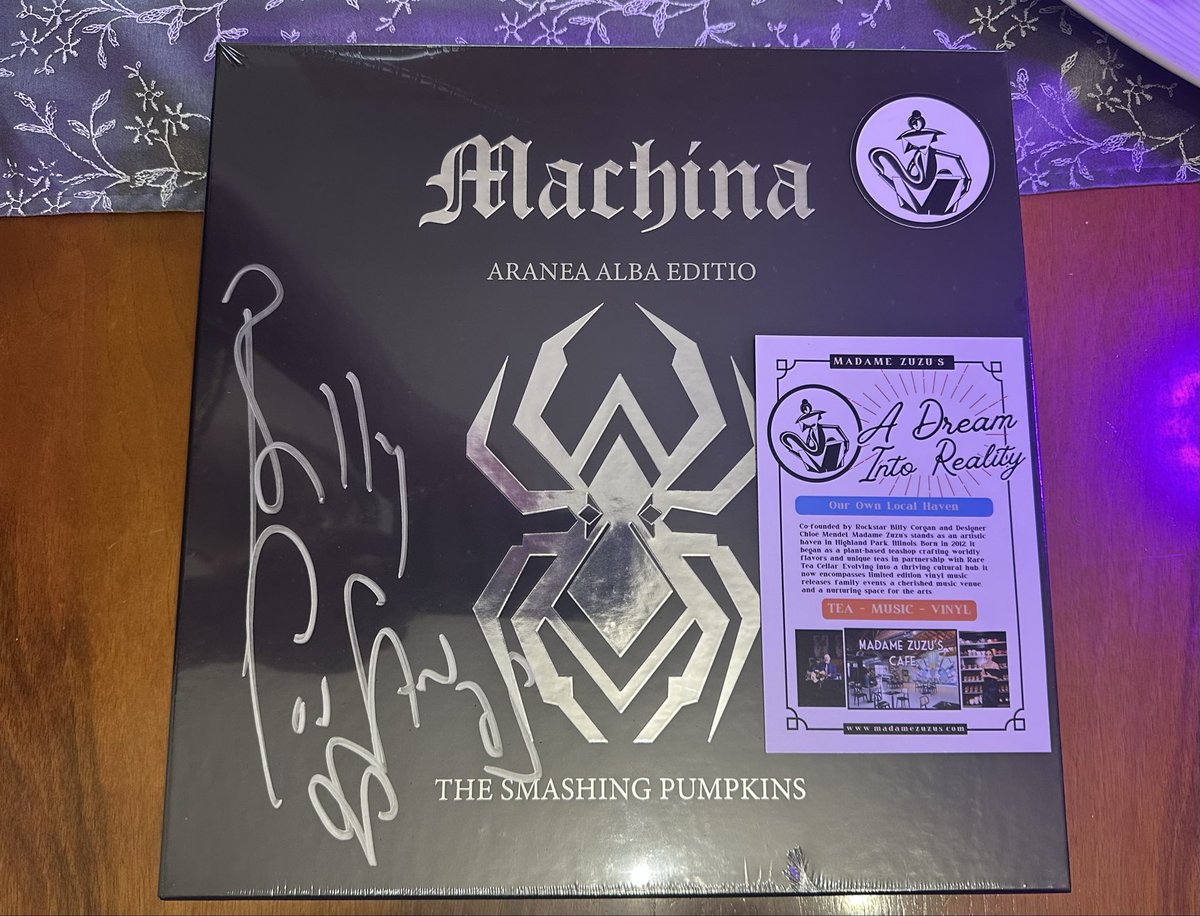 Machina
ARANEA ALBA EDITIO
THE SMASHING PUMPKINS
Billy
Corgan
MADAME ZUZU'S
A Dream
Into Reality
Our Own Local Haven
Co-founded by Rockstar Billy Corgan and Designer
Chloe Mendel Madame Zuzu's stands as an artistic
haven in Highland Park Illinois. Born in 2012 it
began as a plant-based teashop crafting worldly
flavors and unique teas in partnership with Rare
Tea Cellar Evolving into a thriving cultural hub it
now encompasses limited edition vinyl music
releases family events a cherished music venue
and a nurturing space for the arts
TEA - MUSIC - VINYL
MADAME ZUZU'S
CAFE
www.madamezuzus.com